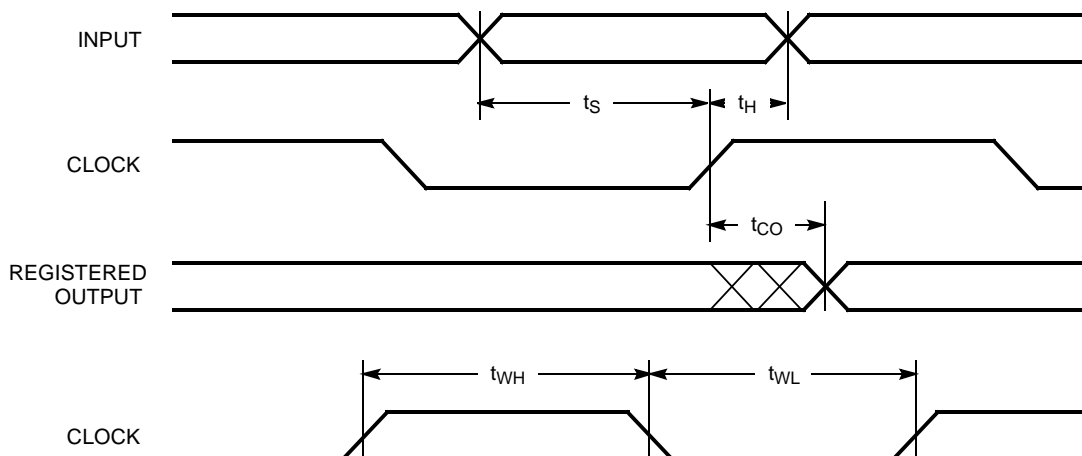 INPUT
tS
tH
CLOCK
tCO
REGISTERED
OUTPUT
tWH
tWL
CLOCK